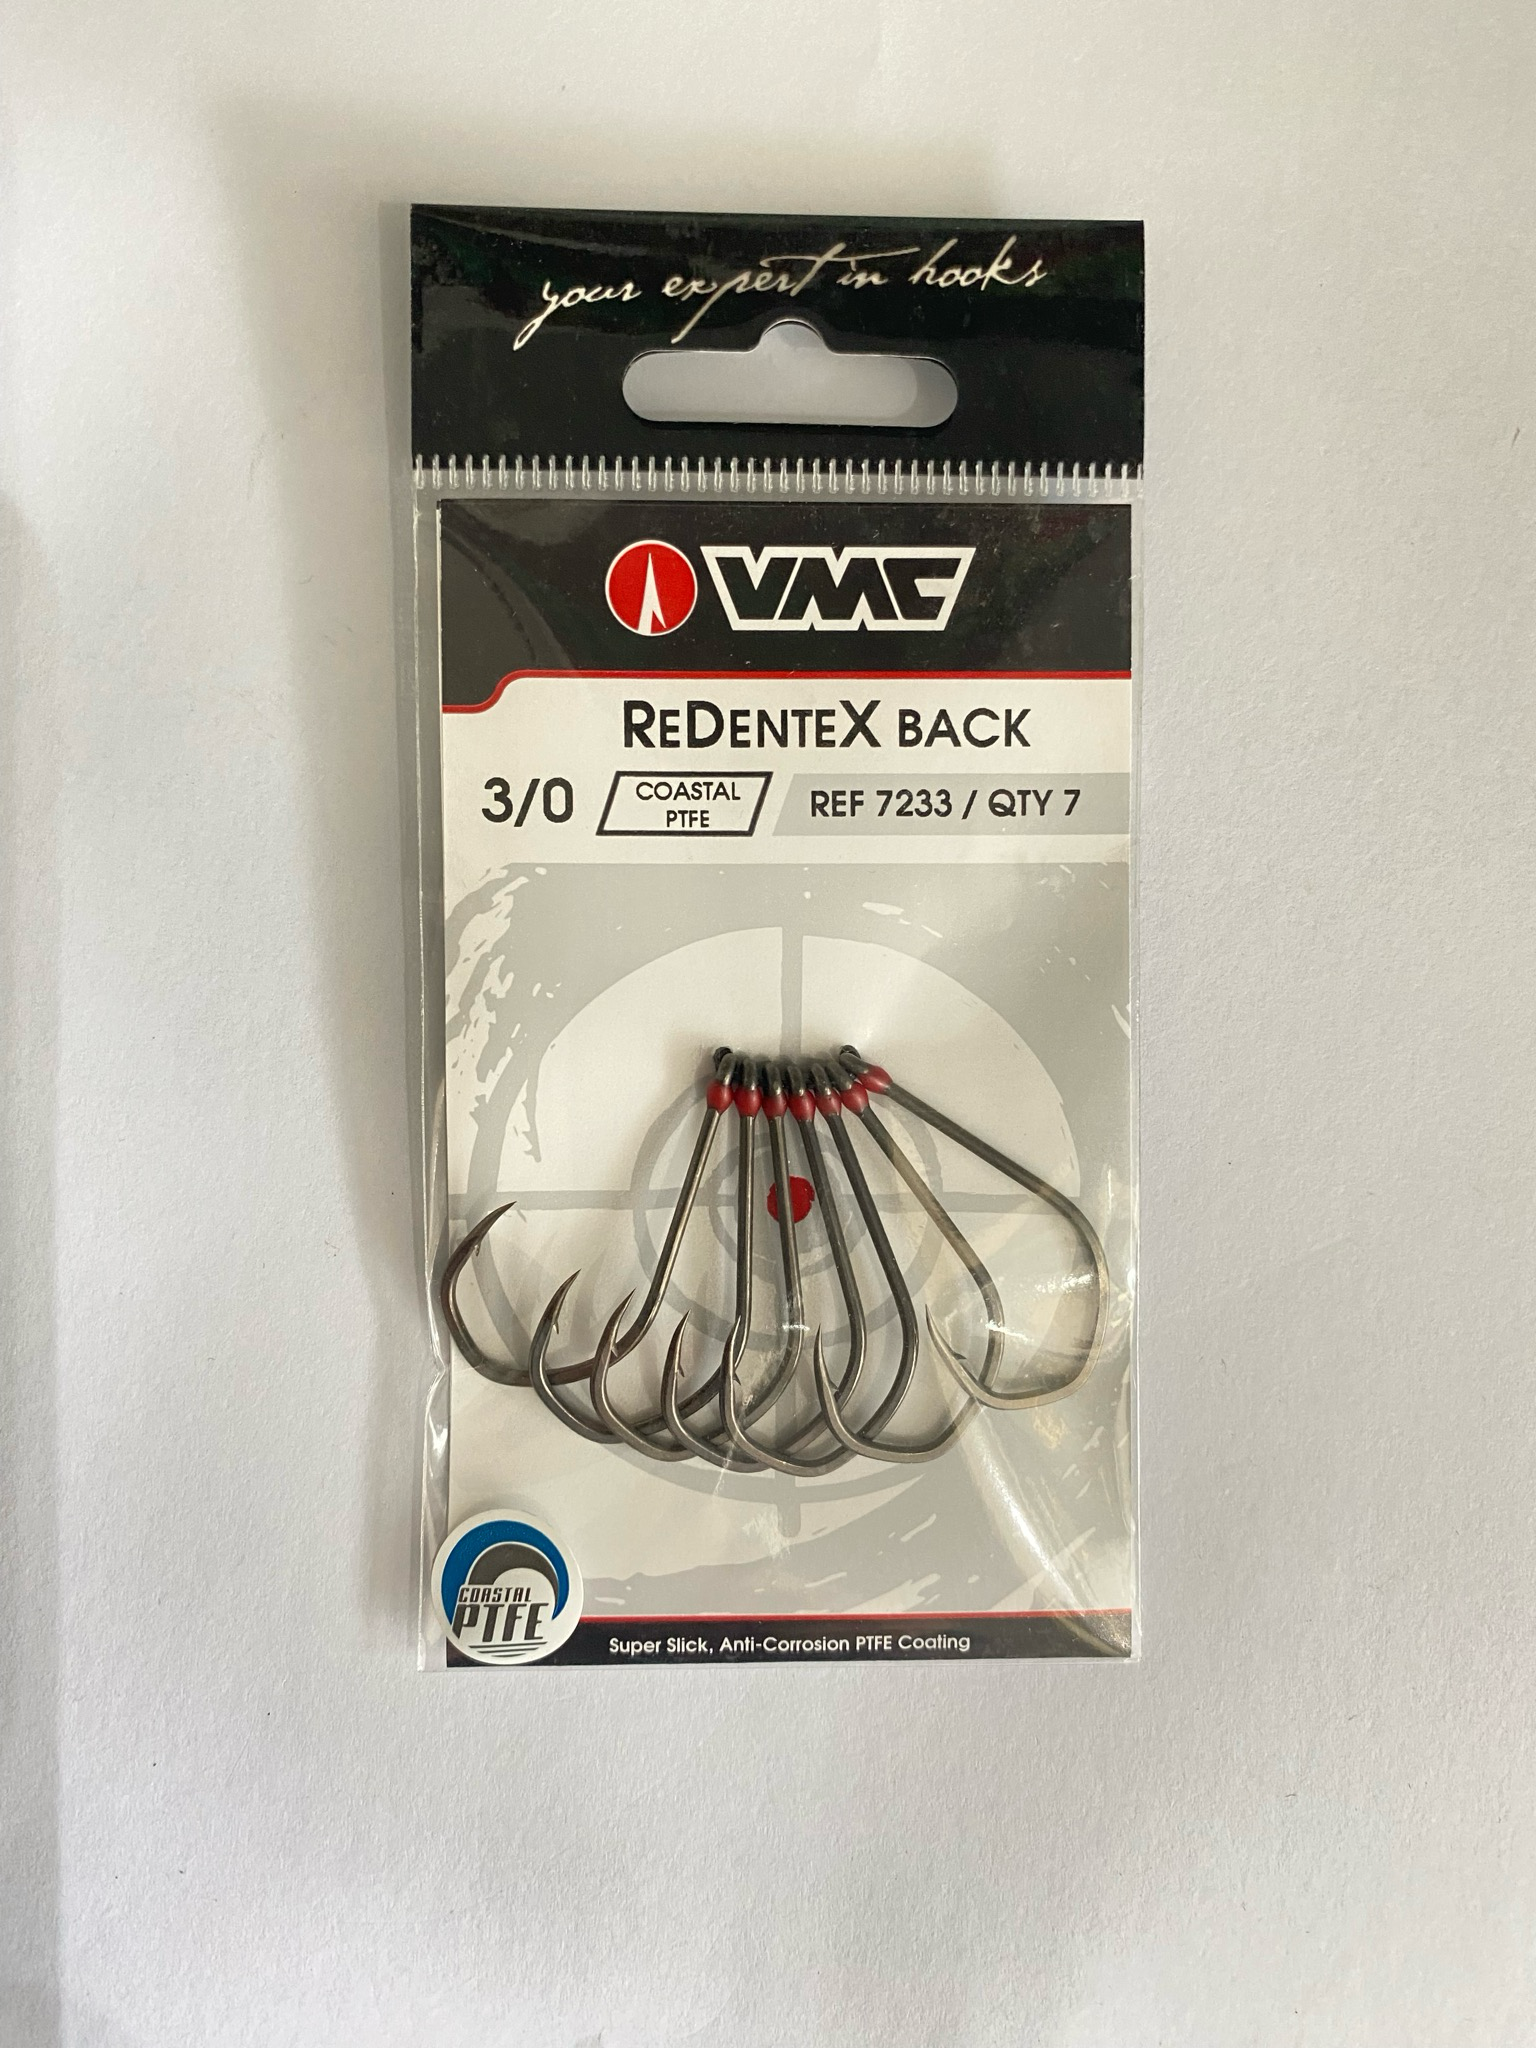 your expert in hooks
VMC
REDENTEX BACK
3/0
COASTAL
PTFE
REF 7233 / QTY 7
COASTAL
PTFE
Super Slick, Anti-Corrosion PTFE Coating